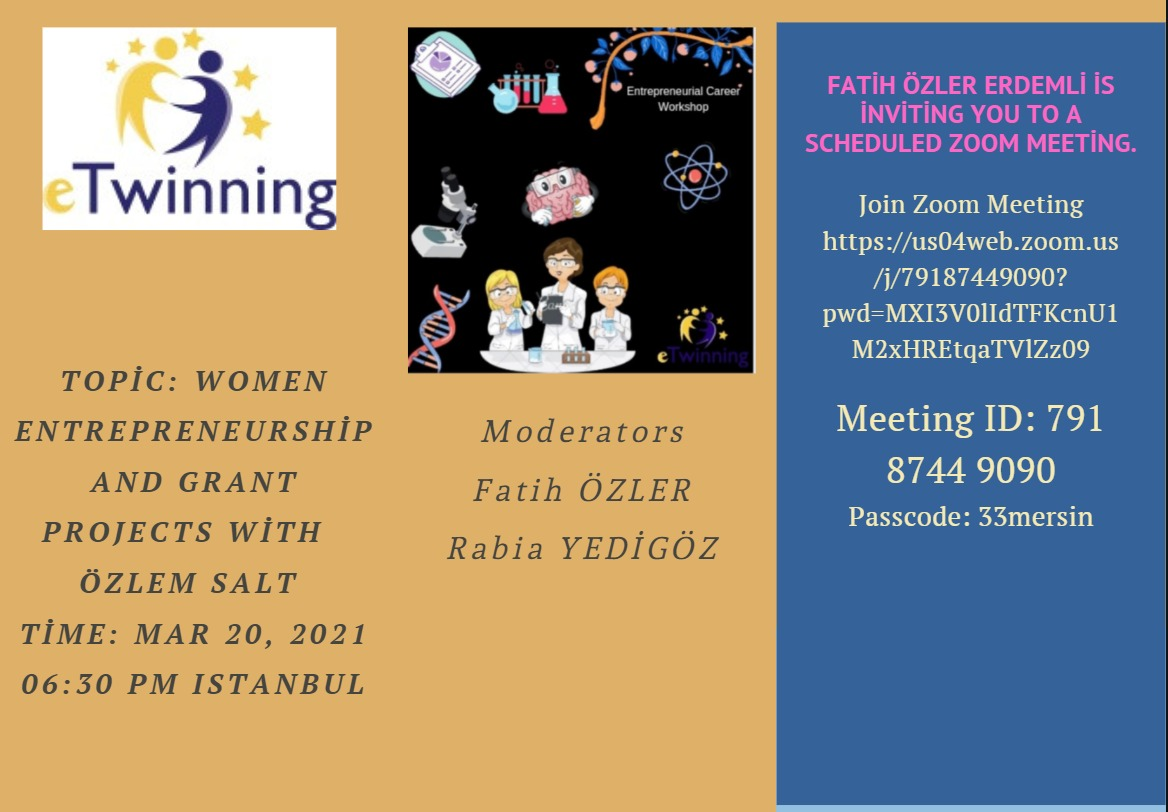 eTwinning
TOPİC: WOMEN
ENTREPRENEURSHİP
AND GRANT
PROJECTS WİTH
ÖZLEM SALT
TİME: MAR 20, 2021
06:30 PM ISTANBUL
Entrepreneurial Career
Workshop
eTwinning
Moderators
Fatih ÖZLER
Rabia YEDİGÖZ
FATİH ÖZLER ERDEMLİ İS
İNVİTİNG YOU TO A
SCHEDULED ZOOM MEETİNG.
Join Zoom Meeting
https://us04web.zoom.us
/j/79187449090?
pwd=MXI3V0lIdTFKcnU1
M2xHREtqaTVlZz09
Meeting ID: 791
8744 9090
Passcode: 33mersin